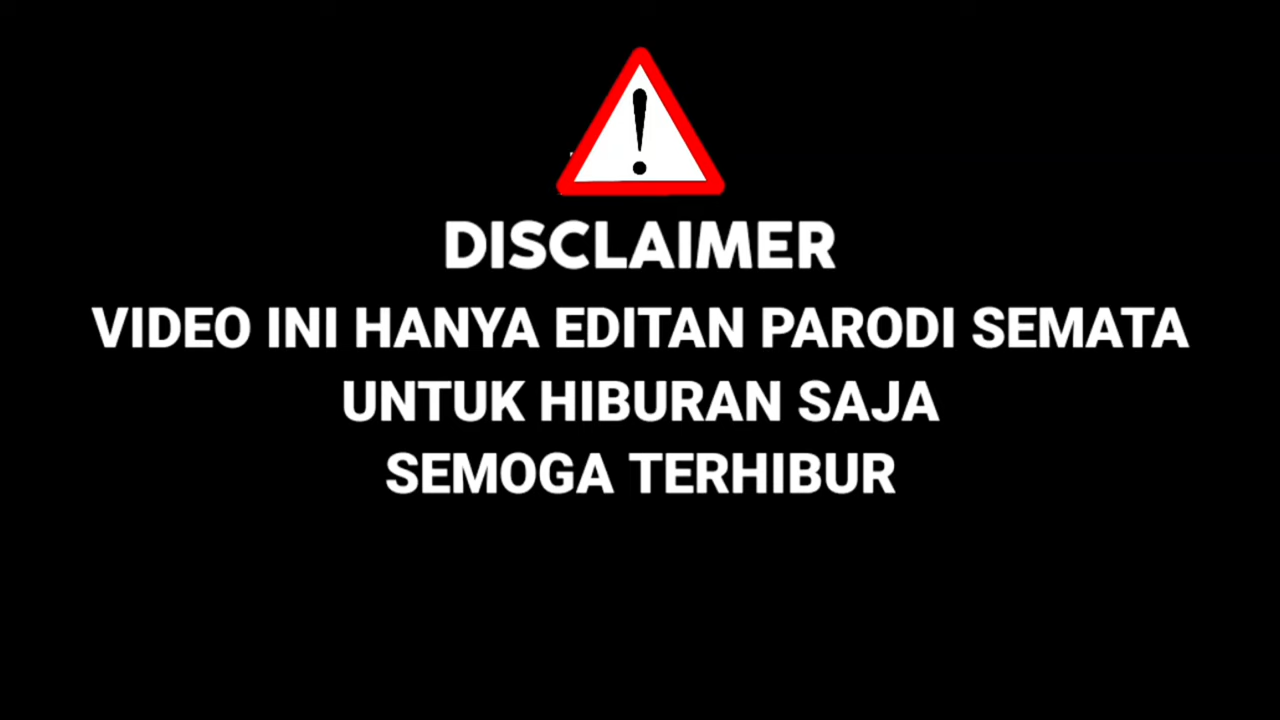 DISCLAIMER
VIDEO INI HANYA EDITAN PARODI SEMATA
UNTUK HIBURAN SAJA
SEMOGA TERHIBUR